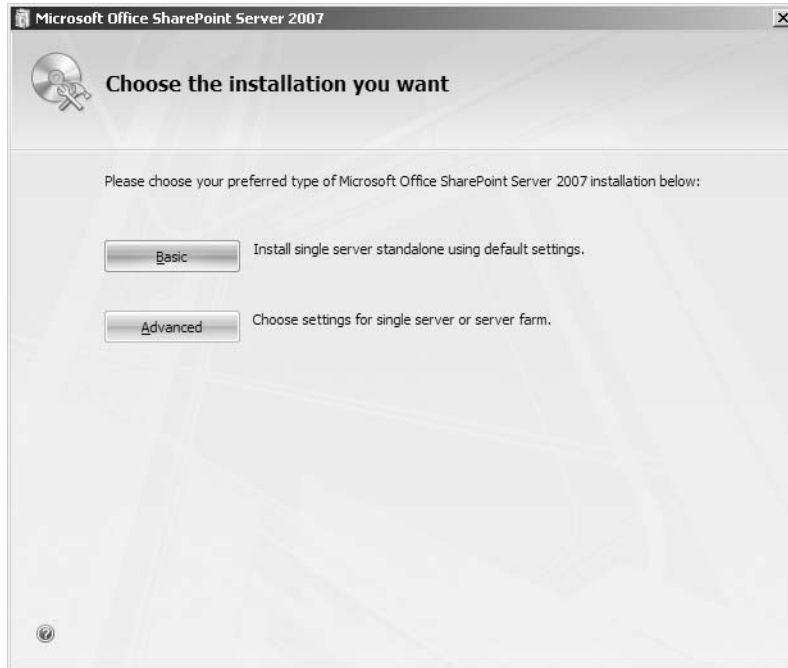 Microsoft Office SharePoint Server 2007
Choose the installation you want
Please choose your preferred type of Microsoft Office SharePoint Server 2007 installation below:
Basic
Install single server standalone using default settings.
Advanced
Choose settings for single server or server farm.